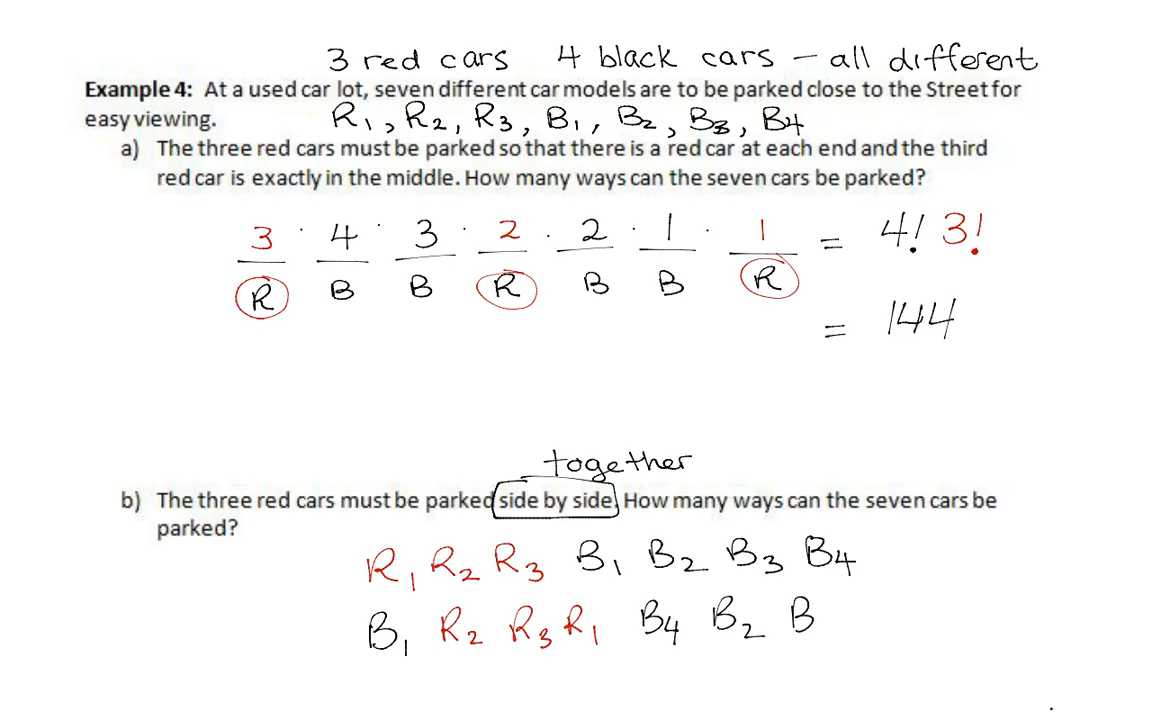 3 red cars 4 black cars – all different
Example 4: At a used car lot, seven different car models are to be parked close to the Street for
easy viewing. R1, R2, R3, B1, B2, B3, B4
a) The three red cars must be parked so that there is a red car at each end and the third
red car is exactly in the middle. How many ways can the seven cars be parked?
3 · 4 · 3 · 2 · 2 · 1 · 1 = 4! 3!
R B B R B B R
= 144
together
b) The three red cars must be parked side by side. How many ways can the seven cars be
parked?
R1 R2 R3 B1 B2 B3 B4
B1 R2 R3 R1 B4 B2 B